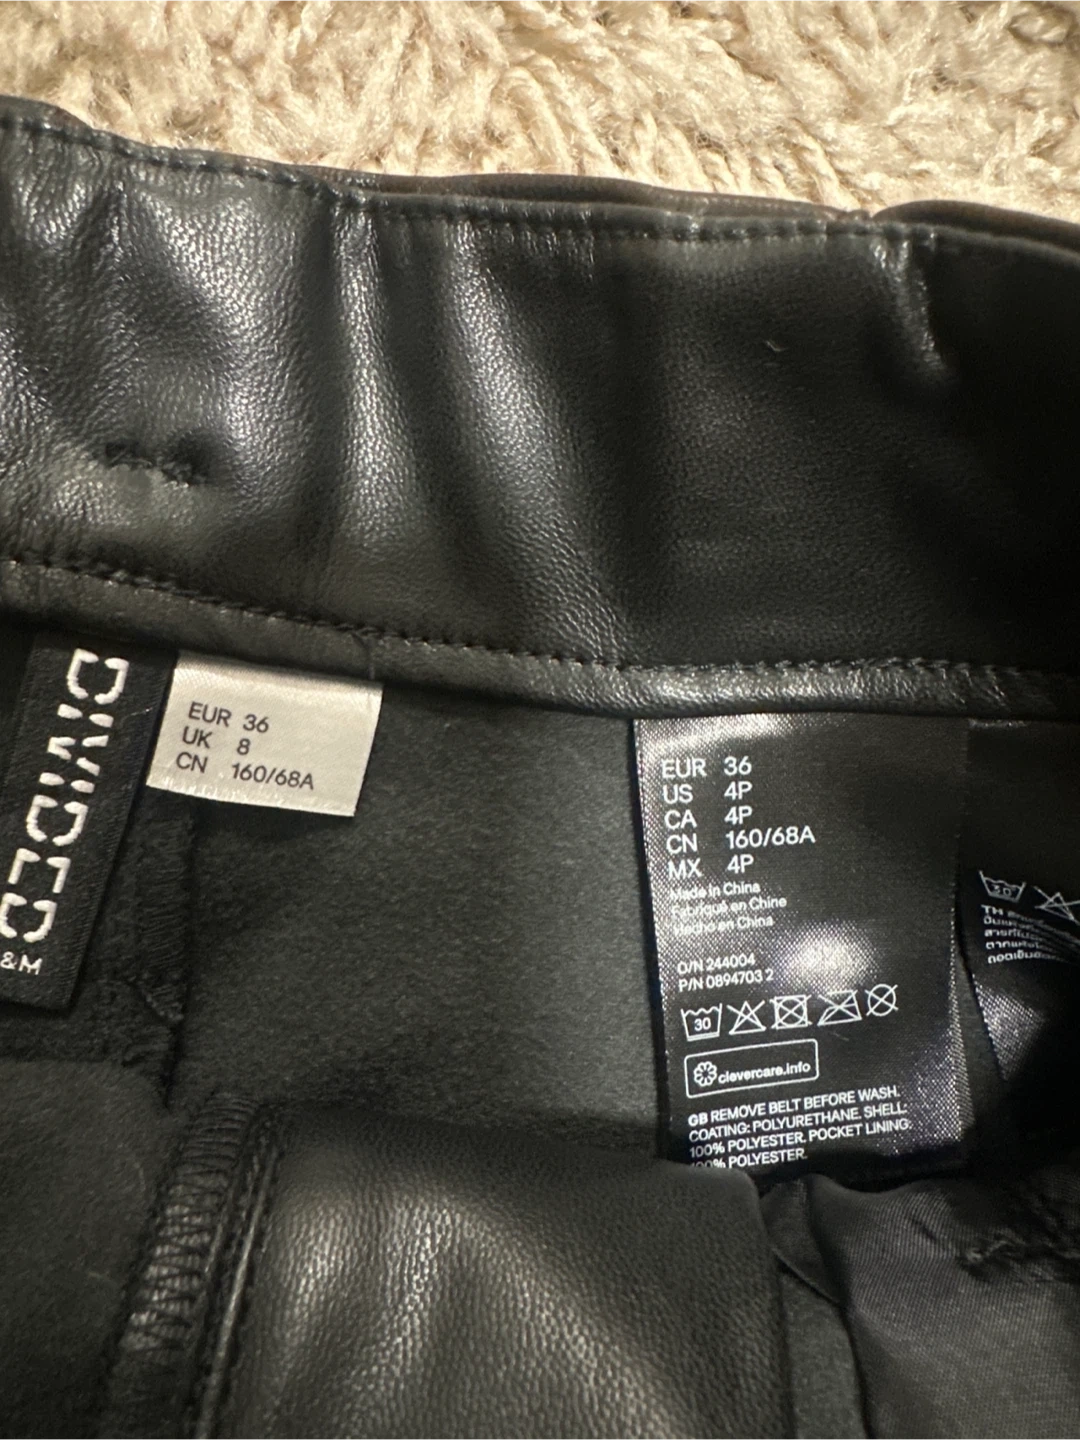 DIVIDED
&M
EUR 36
UK 8
CN 160/68A
EUR 36
US 4P
CA 4P
CN 160/68A
MX 4P
Made in China
Fabriqué en Chine
Hecho en China
O/N 244004
P/N 0894703 2
30
clevercare.info
GB REMOVE BELT BEFORE WASH.
COATING: POLYURETHANE. SHELL:
100% POLYESTER. POCKET LINING:
100% POLYESTER.
30
TH